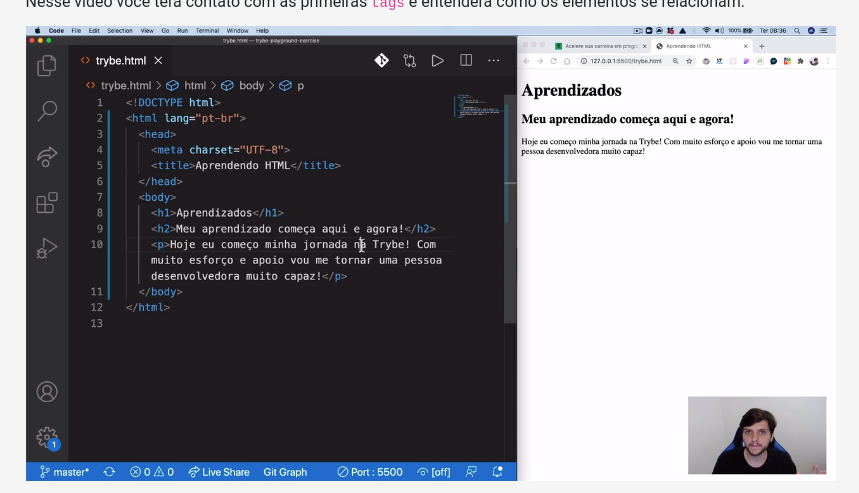 Nesse vídeo você terá contato com as primeiras tags e entenderá como os elementos se relacionam.
Code File Edit Selection View Go Run Terminal Window Help
100% Ter 08:36
trybe.html — trybe-playground-exercise
trybe.html
Acelere sua carreira em progra
Aprendendo HTML
127.0.0.1:5500/trybe.html
trybe.html > html > body > p
1 <!DOCTYPE html>
2 <html lang="pt-br">
3 <head>
4 <meta charset="UTF-8">
5 <title>Aprendendo HTML</title>
6 </head>
7 <body>
8 <h1>Aprendizados</h1>
9 <h2>Meu aprendizado começa aqui e agora!</h2>
10 <p>Hoje eu começo minha jornada na Trybe! Com
muito esforço e apoio vou me tornar uma pessoa
desenvolvedora muito capaz!</p>
11 </body>
12 </html>
13
Aprendizados
Meu aprendizado começa aqui e agora!
Hoje eu começo minha jornada na Trybe! Com muito esforço e apoio vou me tornar uma
pessoa desenvolvedora muito capaz!
1
master* 0 0 Live Share Git Graph Port : 5500 [off]